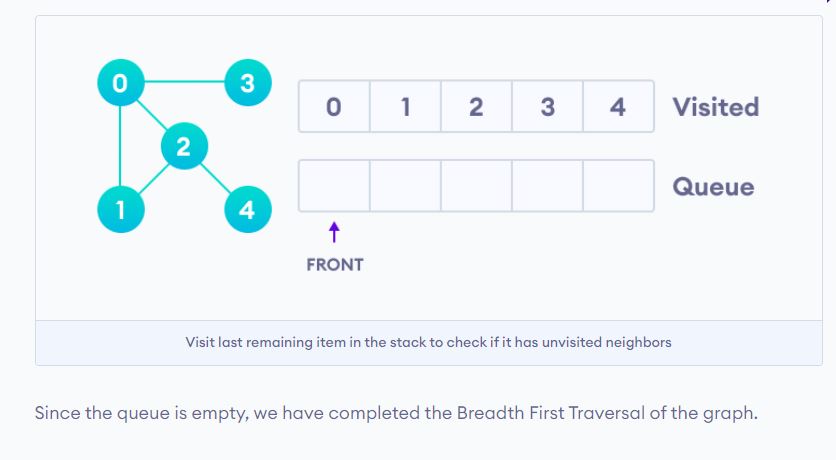 0 3
2
1 4
0 1 2 3 4 Visited
Queue
FRONT
Visit last remaining item in the stack to check if it has unvisited neighbors
Since the queue is empty, we have completed the Breadth First Traversal of the graph.